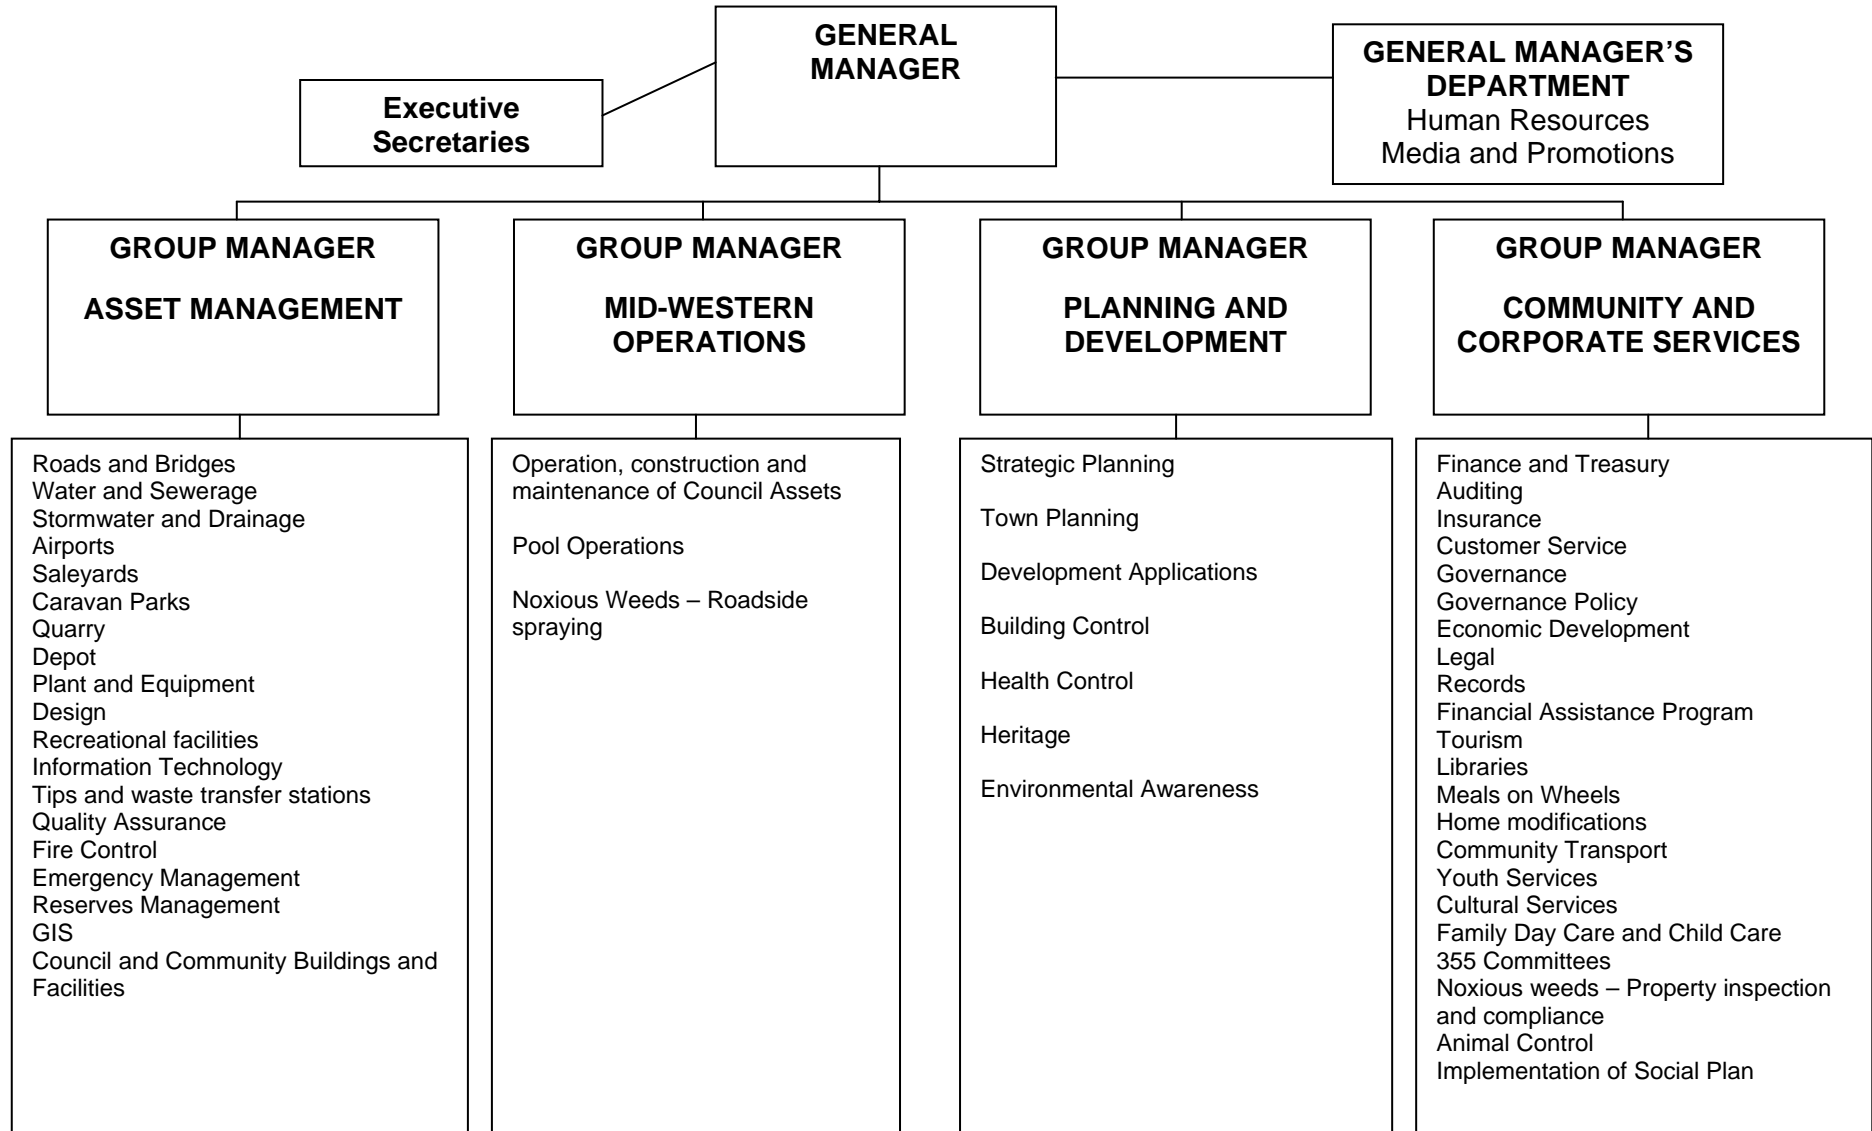 GENERAL
MANAGER
GENERAL MANAGER’S
DEPARTMENT
Human Resources
Media and Promotions
Executive
Secretaries
GROUP MANAGER
ASSET MANAGEMENT
GROUP MANAGER
MID-WESTERN
OPERATIONS
GROUP MANAGER
PLANNING AND
DEVELOPMENT
GROUP MANAGER
COMMUNITY AND
CORPORATE SERVICES
Roads and Bridges
Water and Sewerage
Stormwater and Drainage
Airports
Saleyards
Caravan Parks
Quarry
Depot
Plant and Equipment
Design
Recreational facilities
Information Technology
Tips and waste transfer stations
Quality Assurance
Fire Control
Emergency Management
Reserves Management
GIS
Council and Community Buildings and
Facilities
Operation, construction and
maintenance of Council Assets
Pool Operations
Noxious Weeds – Roadside
spraying
Strategic Planning
Town Planning
Development Applications
Building Control
Health Control
Heritage
Environmental Awareness
Finance and Treasury
Auditing
Insurance
Customer Service
Governance
Governance Policy
Economic Development
Legal
Records
Financial Assistance Program
Tourism
Libraries
Meals on Wheels
Home modifications
Community Transport
Youth Services
Cultural Services
Family Day Care and Child Care
355 Committees
Noxious weeds – Property inspection
and compliance
Animal Control
Implementation of Social Plan